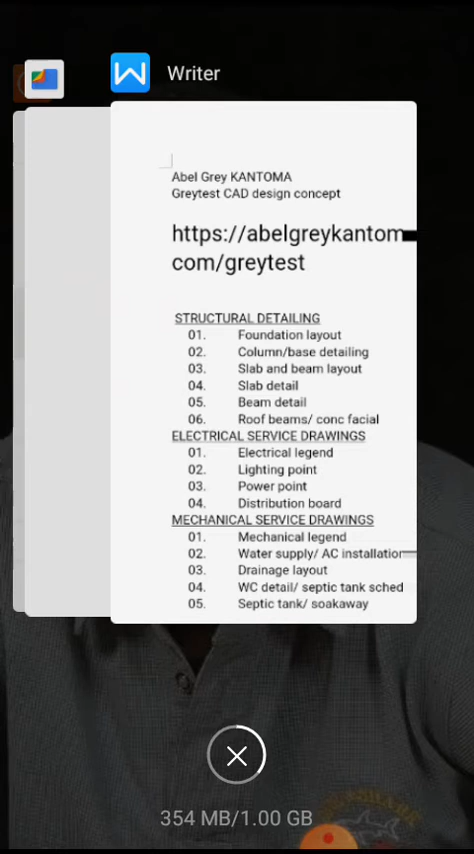 Writer
Abel Grey KANTOMA
Greytest CAD design concept
https://abelgreykantom
com/greytest
STRUCTURAL DETAILING
01. Foundation layout
02. Column/base detailing
03. Slab and beam layout
04. Slab detail
05. Beam detail
06. Roof beams/ conc facial
ELECTRICAL SERVICE DRAWINGS
01. Electrical legend
02. Lighting point
03. Power point
04. Distribution board
MECHANICAL SERVICE DRAWINGS
01. Mechanical legend
02. Water supply/ AC installation
03. Drainage layout
04. WC detail/ septic tank sched
05. Septic tank/ soakaway
354 MB/1.00 GB